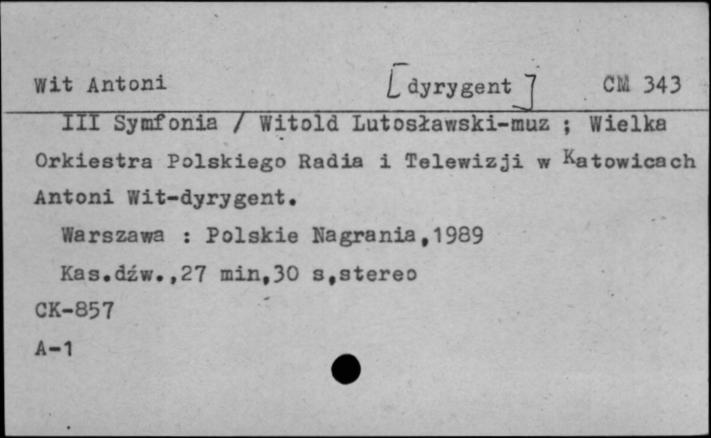 Wit Antoni [dyrygent] CM 343
III Symfonia / Witold Lutosławski-muz ; Wielka
Orkiestra Polskiego Radia i Telewizji w Katowicach
Antoni Wit-dyrygent.
Warszawa : Polskie Nagrania,1989
Kas.dźw.,27 min,30 s,stereo
CK-857
A-1